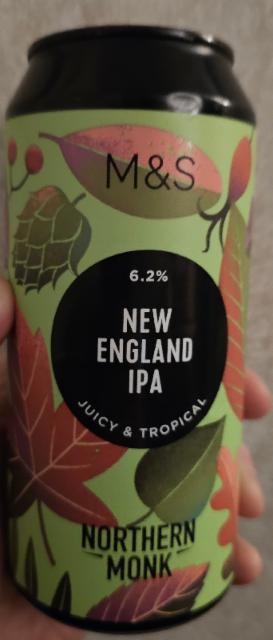 M&S
6.2%
NEW
ENGLAND
IPA
JUICY & TROPICAL
NORTHERN
MONK